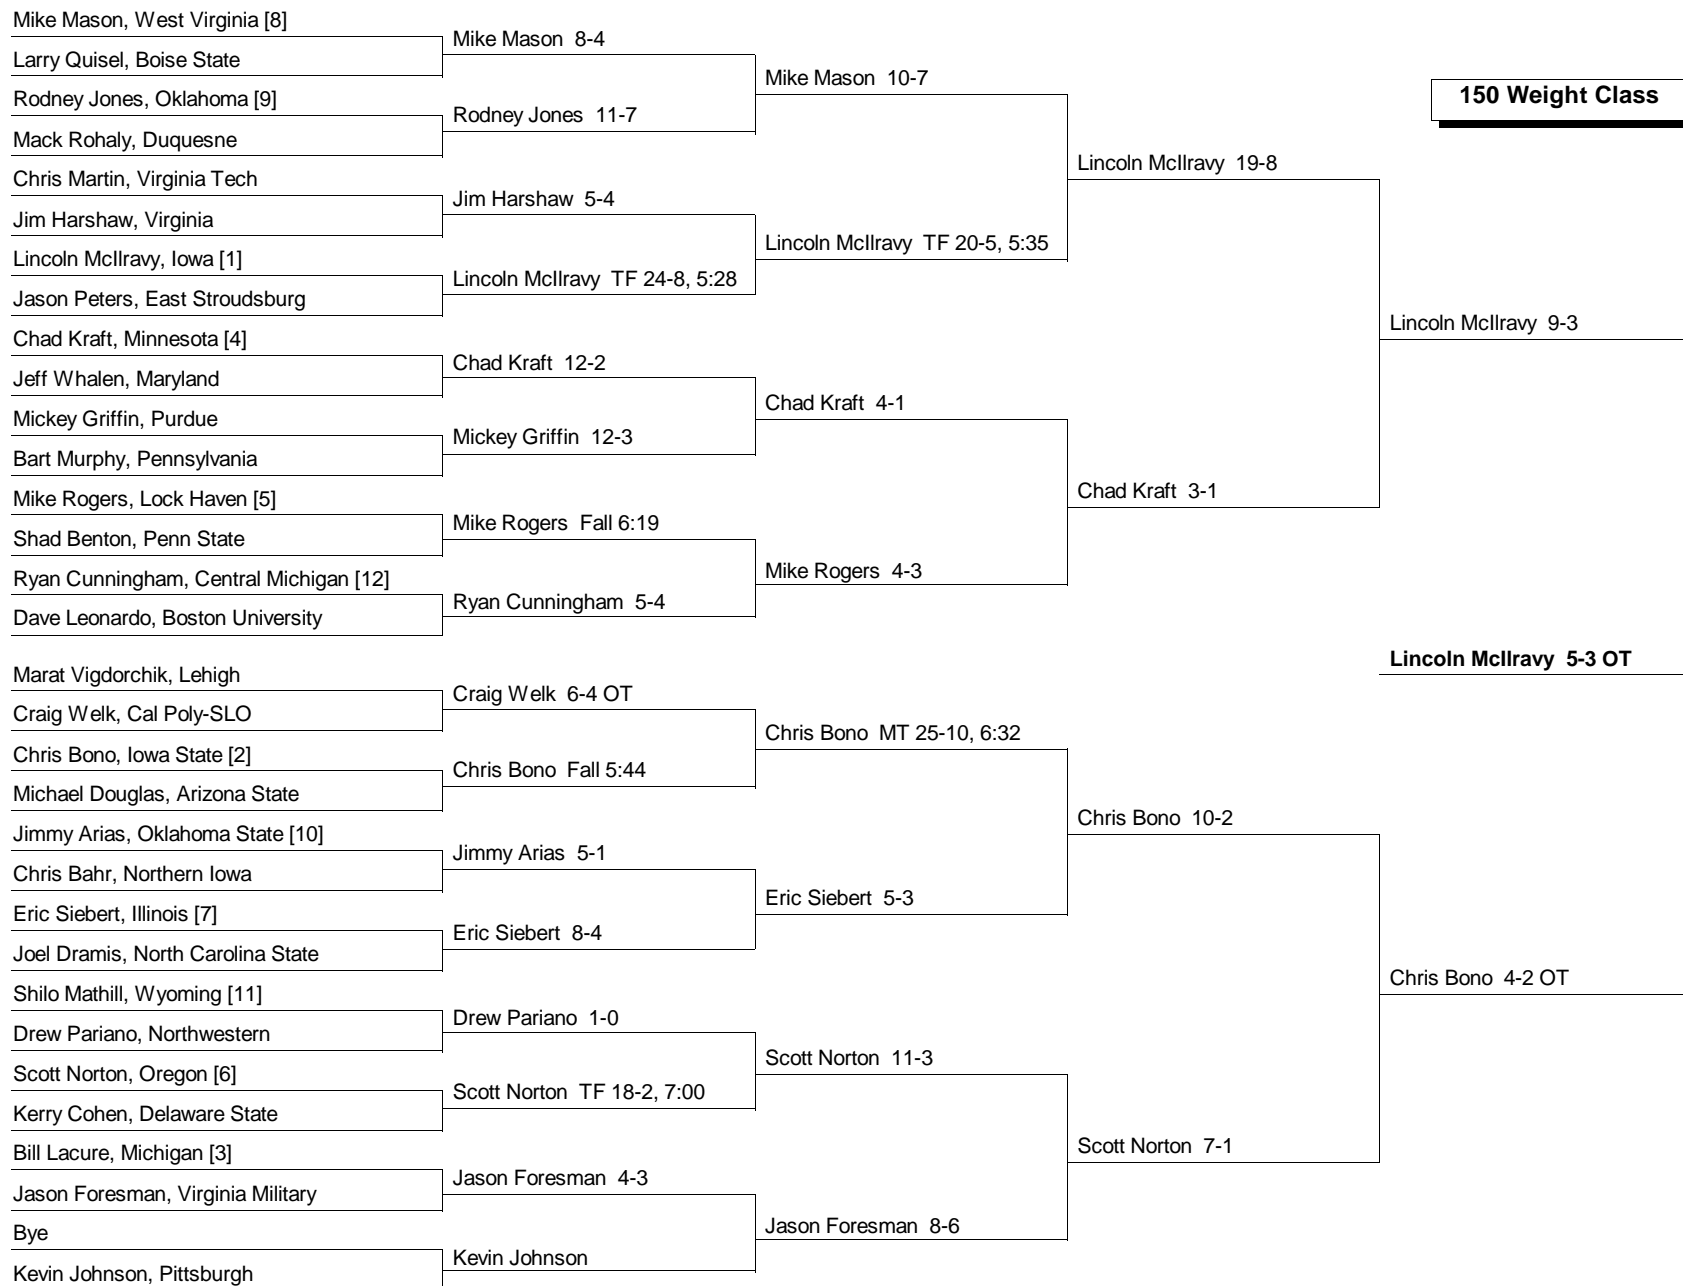 Mike Mason, West Virginia [8]
Larry Quisel, Boise State
Rodney Jones, Oklahoma [9]
Mack Rohaly, Duquesne
Chris Martin, Virginia Tech
Jim Harshaw, Virginia
Lincoln McIlravy, Iowa [1]
Jason Peters, East Stroudsburg
Chad Kraft, Minnesota [4]
Jeff Whalen, Maryland
Mickey Griffin, Purdue
Bart Murphy, Pennsylvania
Mike Rogers, Lock Haven [5]
Shad Benton, Penn State
Ryan Cunningham, Central Michigan [12]
Dave Leonardo, Boston University
Marat Vigdorchik, Lehigh
Craig Welk, Cal Poly-SLO
Chris Bono, Iowa State [2]
Michael Douglas, Arizona State
Jimmy Arias, Oklahoma State [10]
Chris Bahr, Northern Iowa
Eric Siebert, Illinois [7]
Joel Dramis, North Carolina State
Shilo Mathill, Wyoming [11]
Drew Pariano, Northwestern
Scott Norton, Oregon [6]
Kerry Cohen, Delaware State
Bill Lacure, Michigan [3]
Jason Foresman, Virginia Military
Bye
Kevin Johnson, Pittsburgh
Mike Mason 8-4
Rodney Jones 11-7
Jim Harshaw 5-4
Lincoln McIlravy TF 24-8, 5:28
Chad Kraft 12-2
Mickey Griffin 12-3
Mike Rogers Fall 6:19
Ryan Cunningham 5-4
Craig Welk 6-4 OT
Chris Bono Fall 5:44
Jimmy Arias 5-1
Eric Siebert 8-4
Drew Pariano 1-0
Scott Norton TF 18-2, 7:00
Jason Foresman 4-3
Kevin Johnson
Mike Mason 10-7
Lincoln McIlravy TF 20-5, 5:35
Chad Kraft 4-1
Mike Rogers 4-3
Chris Bono MT 25-10, 6:32
Eric Siebert 5-3
Scott Norton 11-3
Jason Foresman 8-6
Lincoln McIlravy 19-8
Chad Kraft 3-1
Chris Bono 10-2
Scott Norton 7-1
150 Weight Class
Lincoln McIlravy 9-3
Lincoln McIlravy 5-3 OT
Chris Bono 4-2 OT